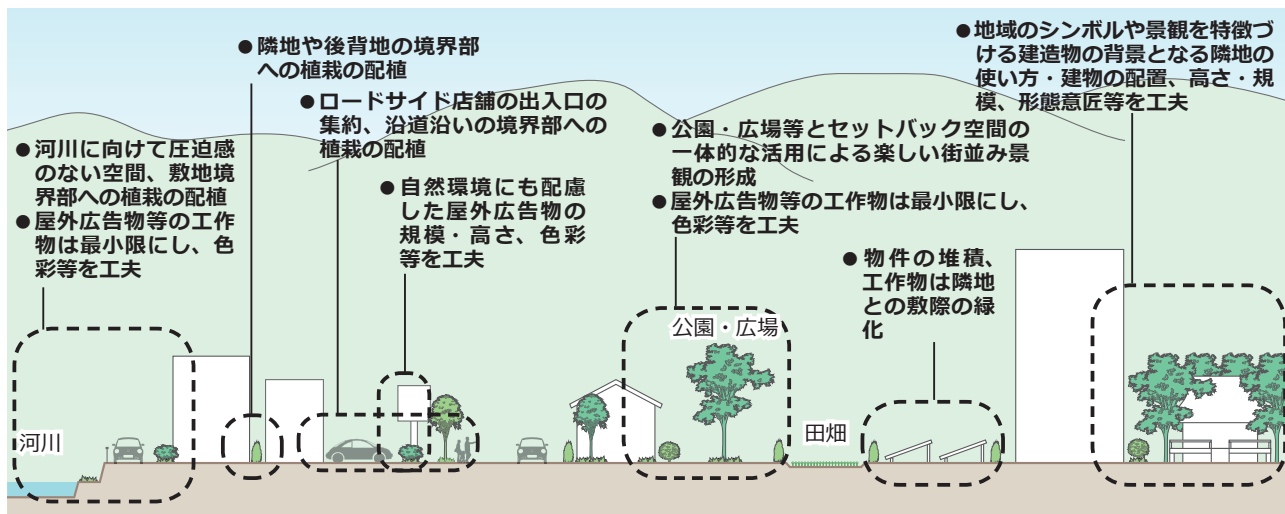 ●隣地や後背地の境界部
への植栽の配植
●ロードサイド店舗の出入口の
集約、沿道沿いの境界部への
植栽の配植
●河川に向けて圧迫感
のない空間、敷地境
界部への植栽の配植
●屋外広告物等の工作
物は最小限にし、色
彩等を工夫
●自然環境にも配慮
した屋外広告物の
規模・高さ、色彩
等を工夫
●公園・広場等とセットバック空間の
一体的な活用による楽しい街並み景
観の形成
●屋外広告物等の工作物は最小限にし、
色彩等を工夫
●地域のシンボルや景観を特徴づ
ける建造物の背景となる隣地の
使い方・建物の配置、高さ・規
模、形態意匠等を工夫
●物件の堆積、
工作物は隣地
との敷際の緑
化
公園・広場
河川
田畑